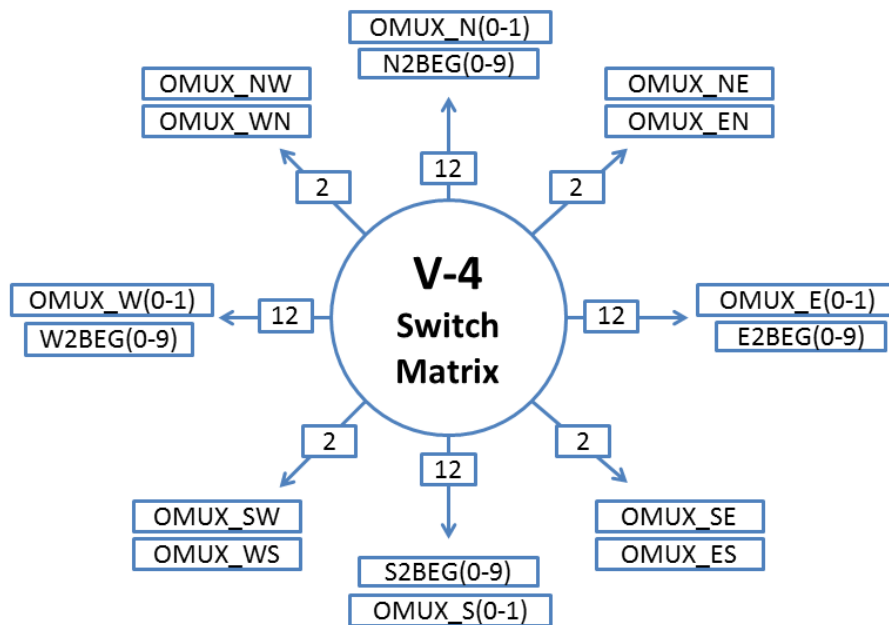 OMUX_N(0-1)
N2BEG(0-9)
OMUX_NW
OMUX_WN
OMUX_NE
OMUX_EN
12
2
2
V-4
Switch
Matrix
OMUX_W(0-1)
W2BEG(0-9)
12
12
OMUX_E(0-1)
E2BEG(0-9)
2
12
2
OMUX_SW
OMUX_WS
OMUX_SE
OMUX_ES
S2BEG(0-9)
OMUX_S(0-1)